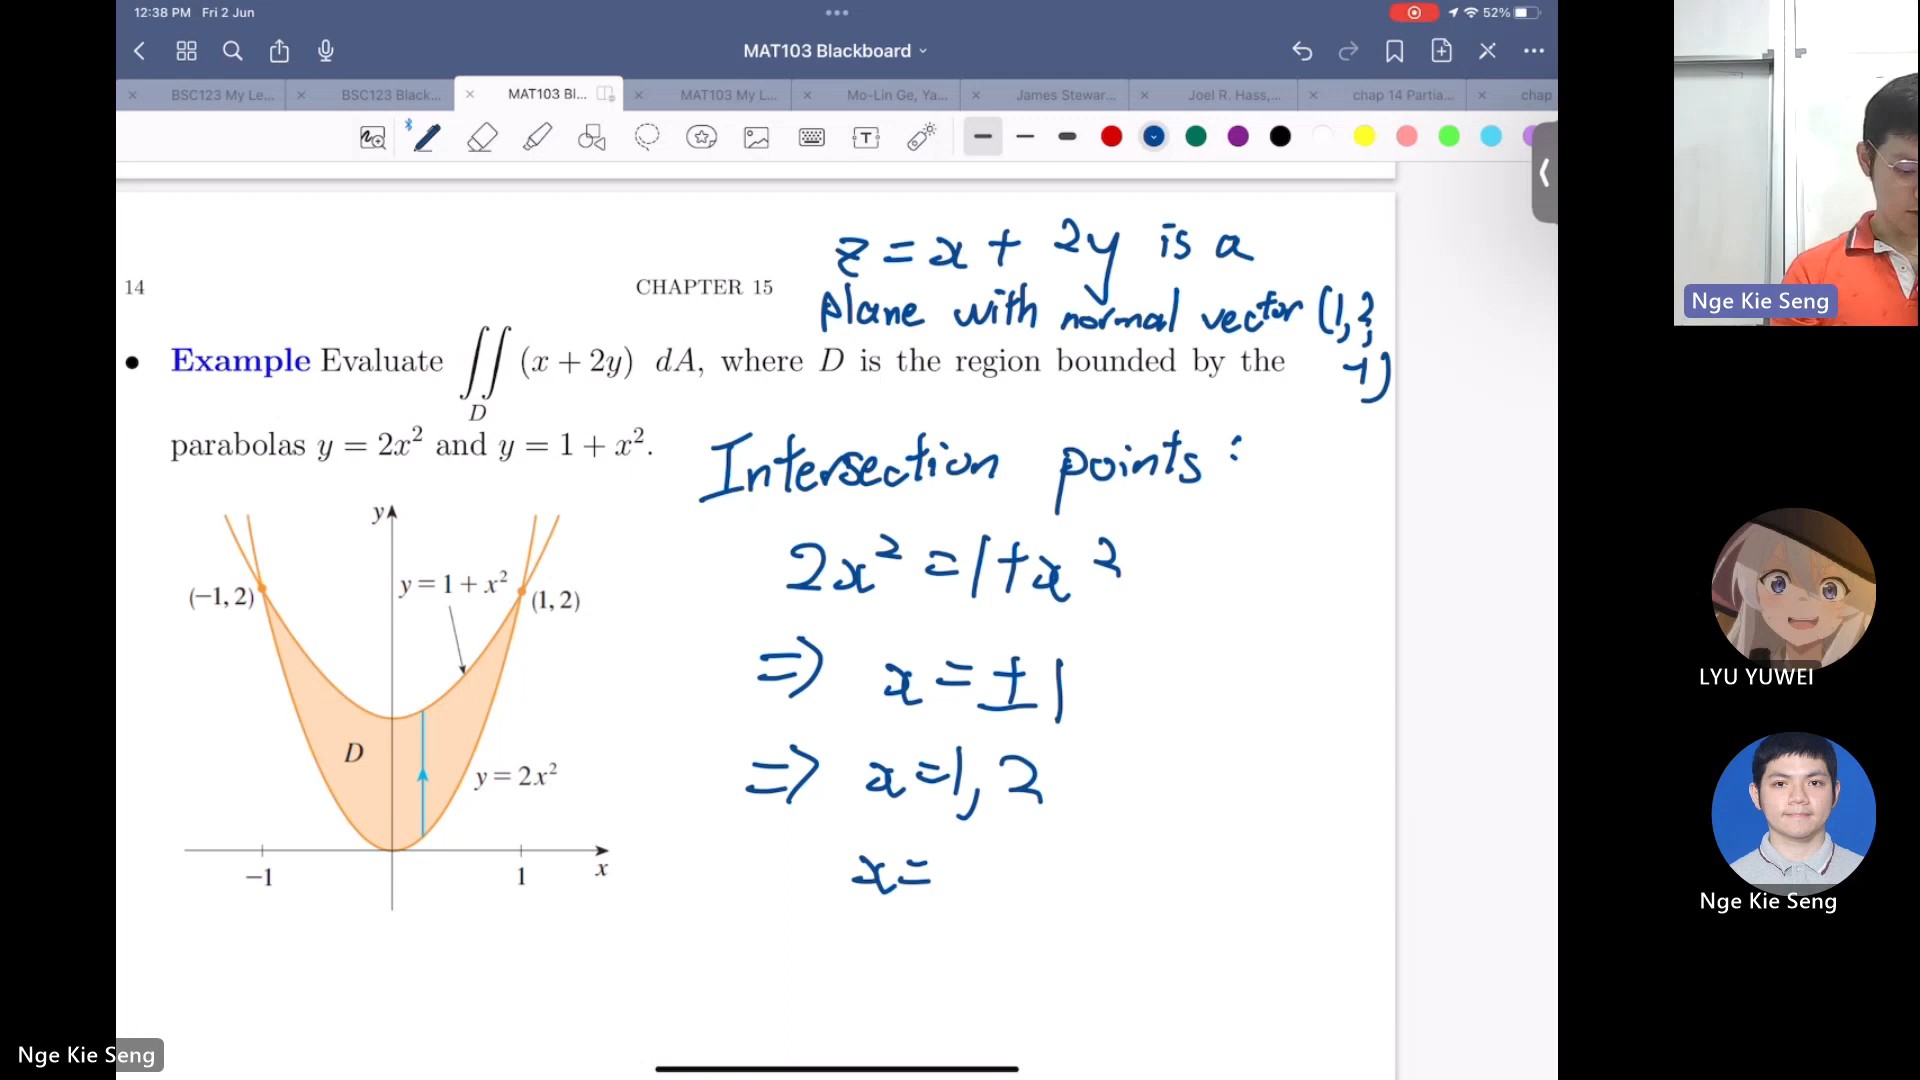 12:38 PM Fri 2 Jun
52%
MAT103 Blackboard
BSC123 My Le...
BSC123 Black...
MAT103 Bl...
MAT103 My L...
Mo-Lin Ge, Ya...
James Stewar...
Joel R. Hass,...
chap 14 Partia...
chap
z = x + 2y is a
plane with normal vector (1,2,
-1)
14
CHAPTER 15
• Example Evaluate ∬_D (x + 2y) dA, where D is the region bounded by the
parabolas y = 2x² and y = 1 + x².
Intersection points:
2x² = 1+x²
=> x = ±1
=> x=1, 2
x=
y
(−1, 2)
y = 1 + x²
(1, 2)
D
y = 2x²
−1
1
x
Nge Kie Seng
LYU YUWEI
Nge Kie Seng
Nge Kie Seng